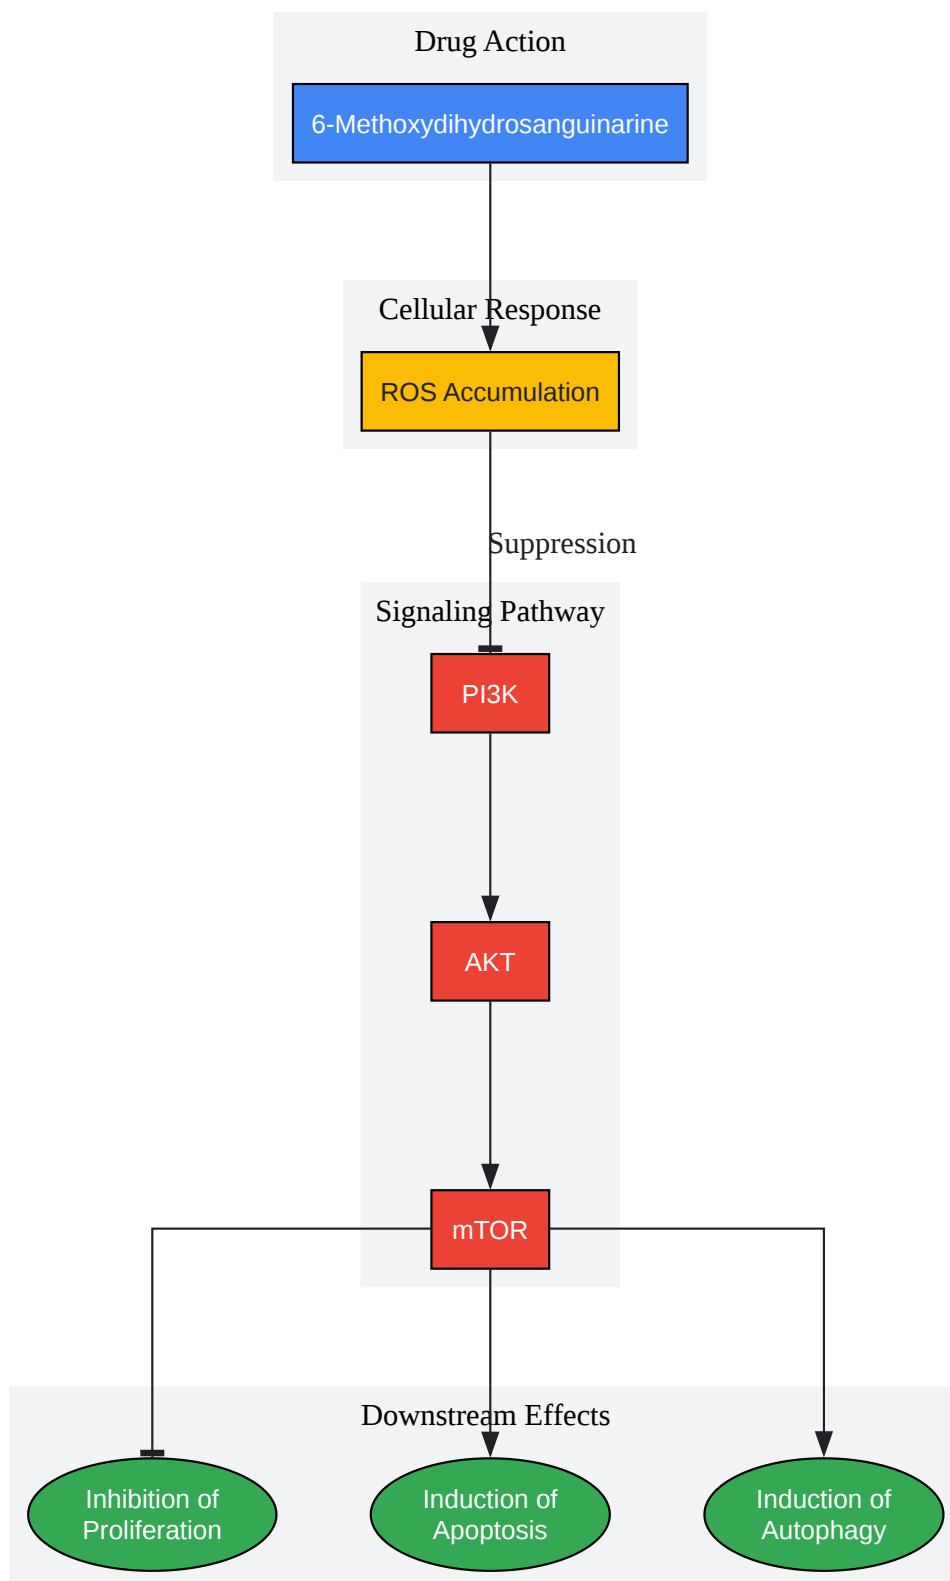 Drug Action
6-Methoxydihydrosanguinarine
Cellular Response
ROS Accumulation
Suppression
Signaling Pathway
PI3K
AKT
mTOR
Downstream Effects
Inhibition of
Proliferation
Induction of
Apoptosis
Induction of
Autophagy